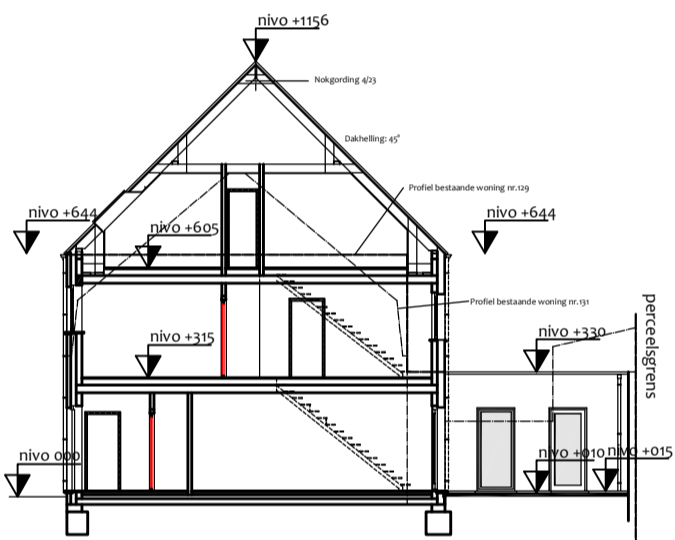 nivo +1156
Nokgording 4/23
Dakhelling: 45°
Profiel bestaande woning nr.129
nivo +644
nivo +644
nivo +605
Profiel bestaande woning nr.131
perceelsgrens
nivo +315
nivo +330
nivo 000
nivo +010
nivo +015